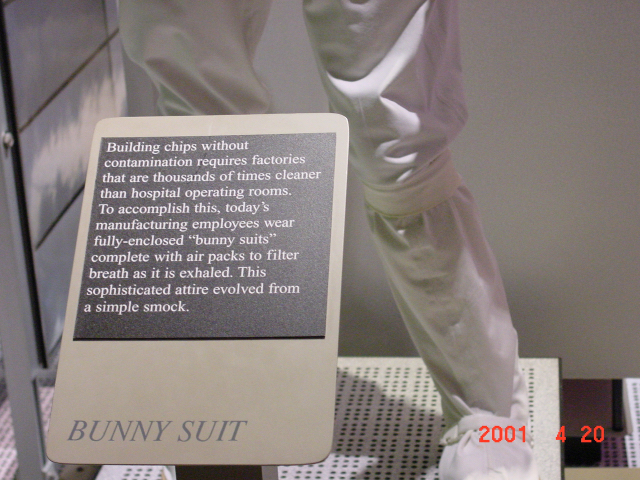 Building chips without
contamination requires factories
that are thousands of times cleaner
than hospital operating rooms.
To accomplish this, today's
manufacturing employees wear
fully-enclosed "bunny suits"
complete with air packs to filter
breath as it is exhaled. This
sophisticated attire evolved from
a simple smock.
BUNNY SUIT
2001 4 20